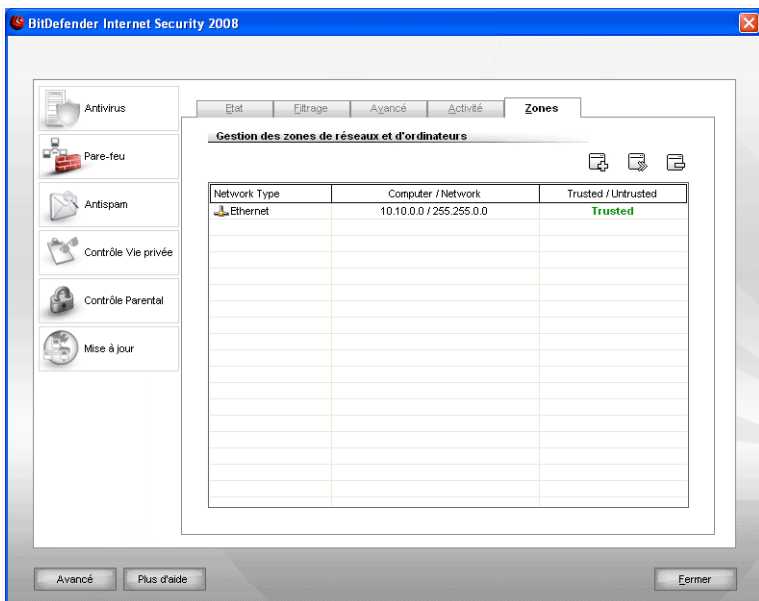 BitDefender Internet Security 2008
Antivirus
Pare-feu
Antispam
Contrôle Vie privée
Contrôle Parental
Mise à jour
Etat Filtrage Avancé Activité Zones
Gestion des zones de réseaux et d'ordinateurs
Network Type Computer / Network Trusted / Untrusted
Ethernet 10.10.0.0 / 255.255.0.0 Trusted
Avancé Plus d'aide Fermer